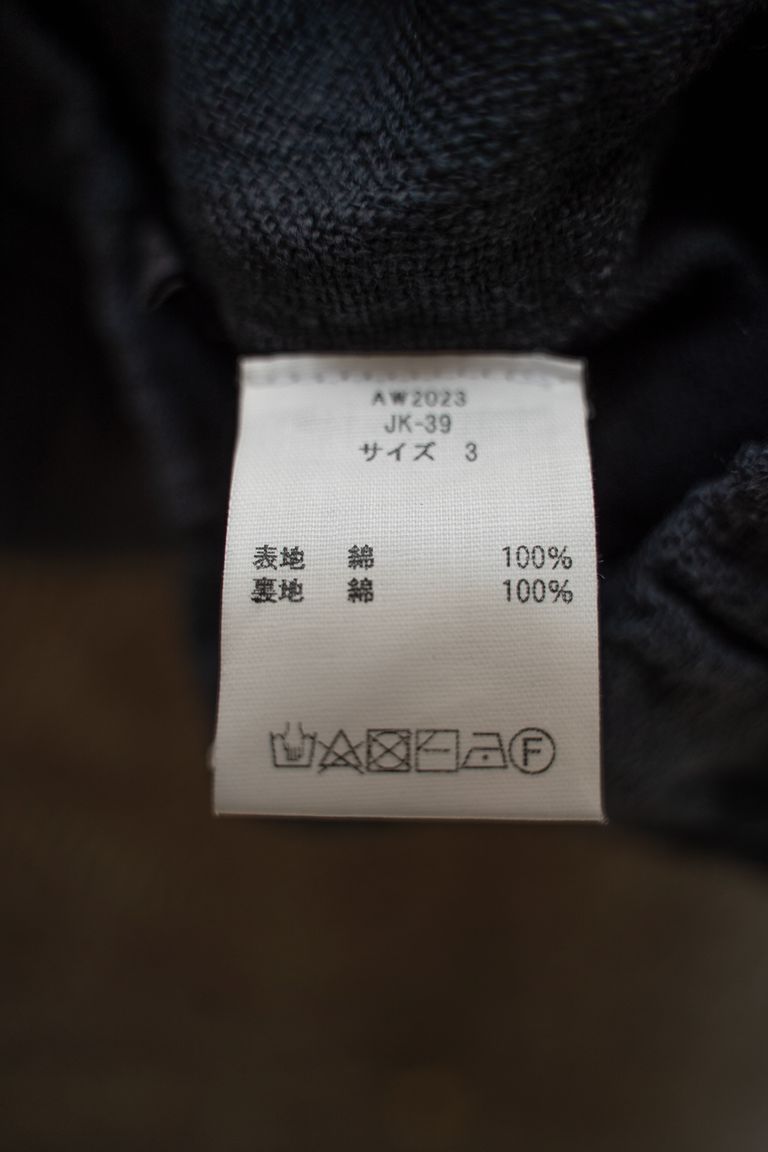 AW2023
JK-39
サイズ 3
表地 綿 100%
裏地 綿 100%
F